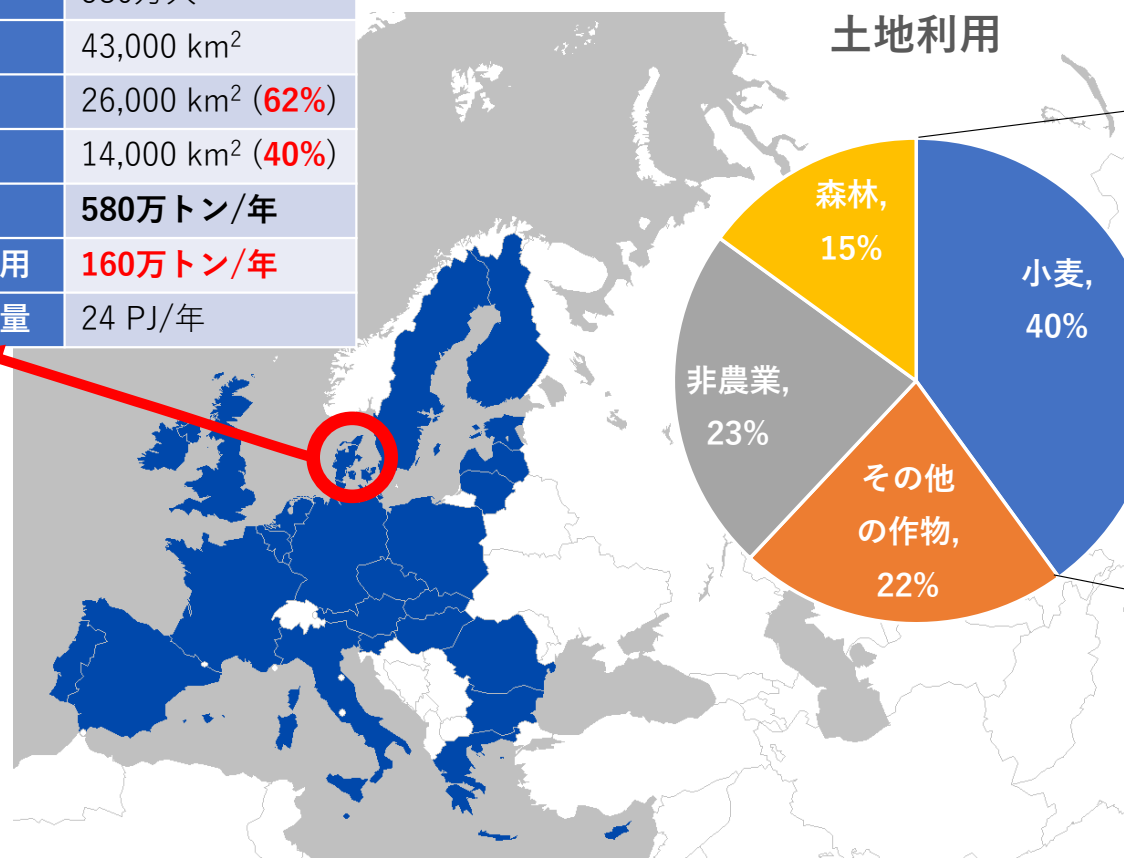 43,000 km²
26,000 km² (62%)
14,000 km² (40%)
580万トン/年
用 160万トン/年
量 24 PJ/年
土地利用
森林,
15%
小麦,
40%
非農業,
23%
その他
の作物,
22%